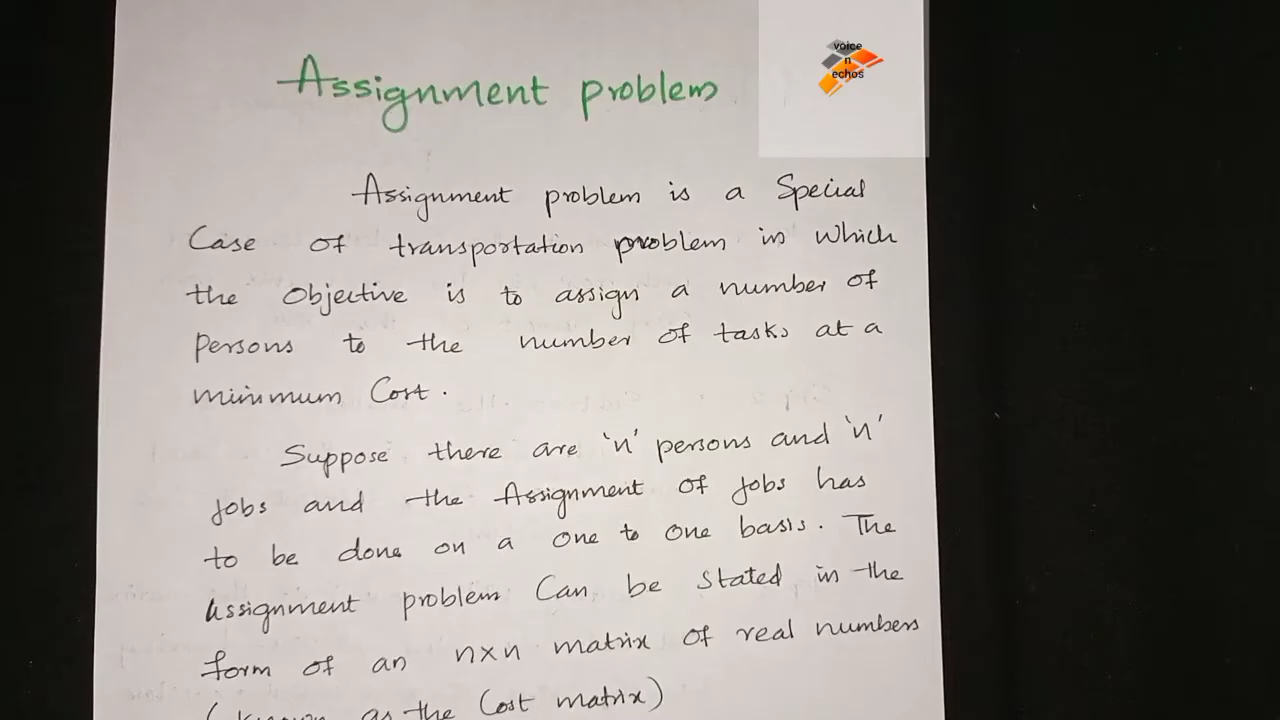 voice
n
echos
Assignment problem
Assignment problem is a Special
Case of transportation problem in which
the Objective is to assign a number of
persons to the number of tasks at a
minimum Cost.
Suppose there are 'n' persons and 'n'
Jobs and the Assignment of Jobs has
to be done on a one to one basis. The
Assignment problem Can be stated in the
form of an n×n matrix of real numbers
(known as the Cost matrix)